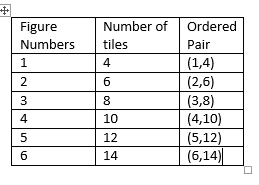 Figure Numbers of Ordered
Numbers tiles Pair
1 4 (1,4)
2 6 (2,6)
3 8 (3,8)
4 10 (4,10)
5 12 (5,12)
6 14 (6,14)